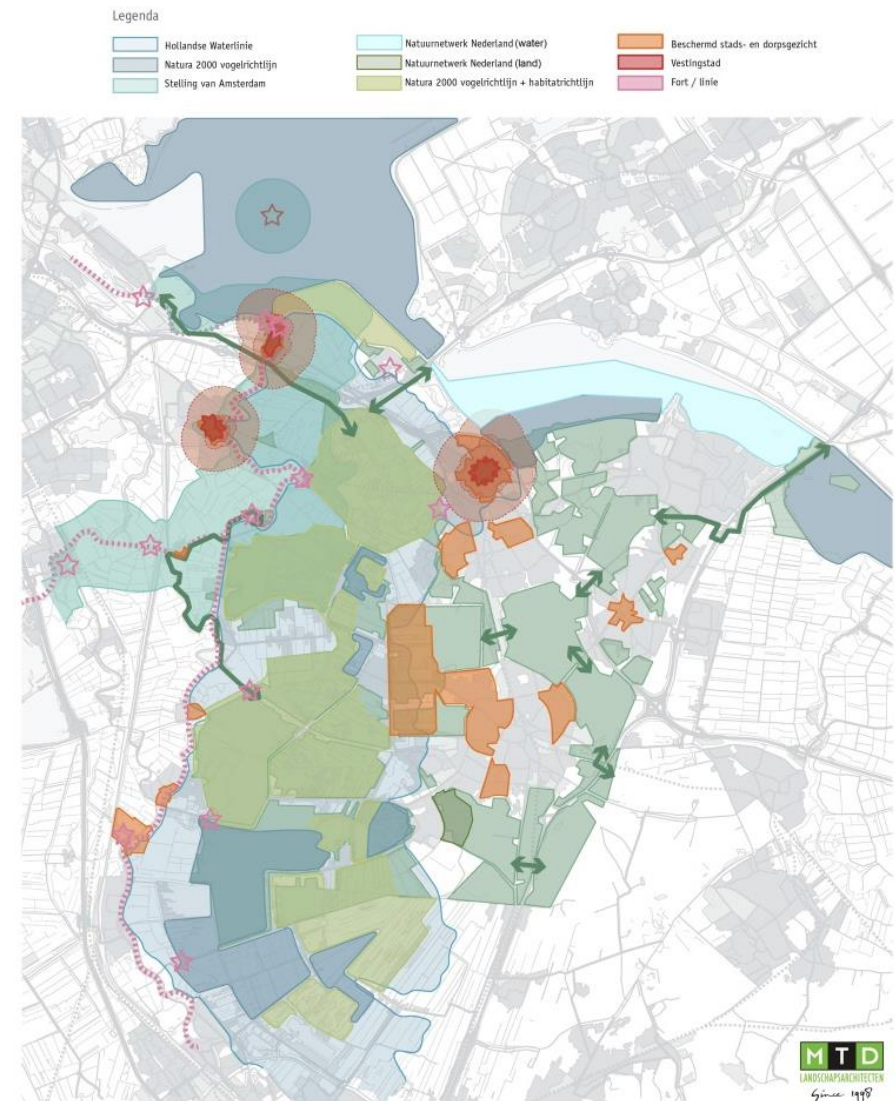 Legenda
Hollandse Waterlinie
Natura 2000 vogelrichtlijn
Stelling van Amsterdam
Natuurnetwerk Nederland (water)
Natuurnetwerk Nederland (land)
Natura 2000 vogelrichtlijn + habitatrichtlijn
Beschermd stads- en dorpsgezicht
Vestingstad
Fort / linie
MTD
LANDSCHAPSARCHITECTEN
Since 1998